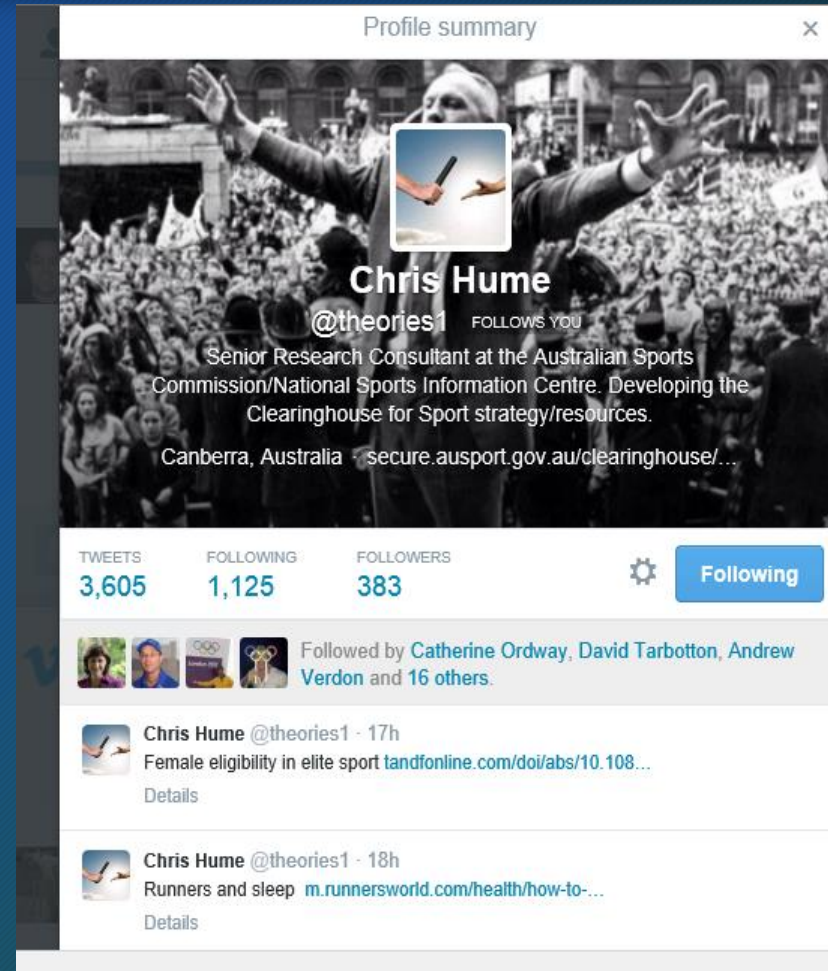 Profile summary ×
Chris Hume
@theories1 FOLLOWS YOU
Senior Research Consultant at the Australian Sports
Commission/National Sports Information Centre. Developing the
Clearinghouse for Sport strategy/resources.
Canberra, Australia · secure.ausport.gov.au/clearinghouse/...
TWEETS FOLLOWING FOLLOWERS
3,605 1,125 383
Following
Followed by Catherine Ordway, David Tarbotton, Andrew
Verdon and 16 others.
Chris Hume @theories1 · 17h
Female eligibility in elite sport tandfonline.com/doi/abs/10.108...
Details
Chris Hume @theories1 · 18h
Runners and sleep m.runnersworld.com/health/how-to-...
Details